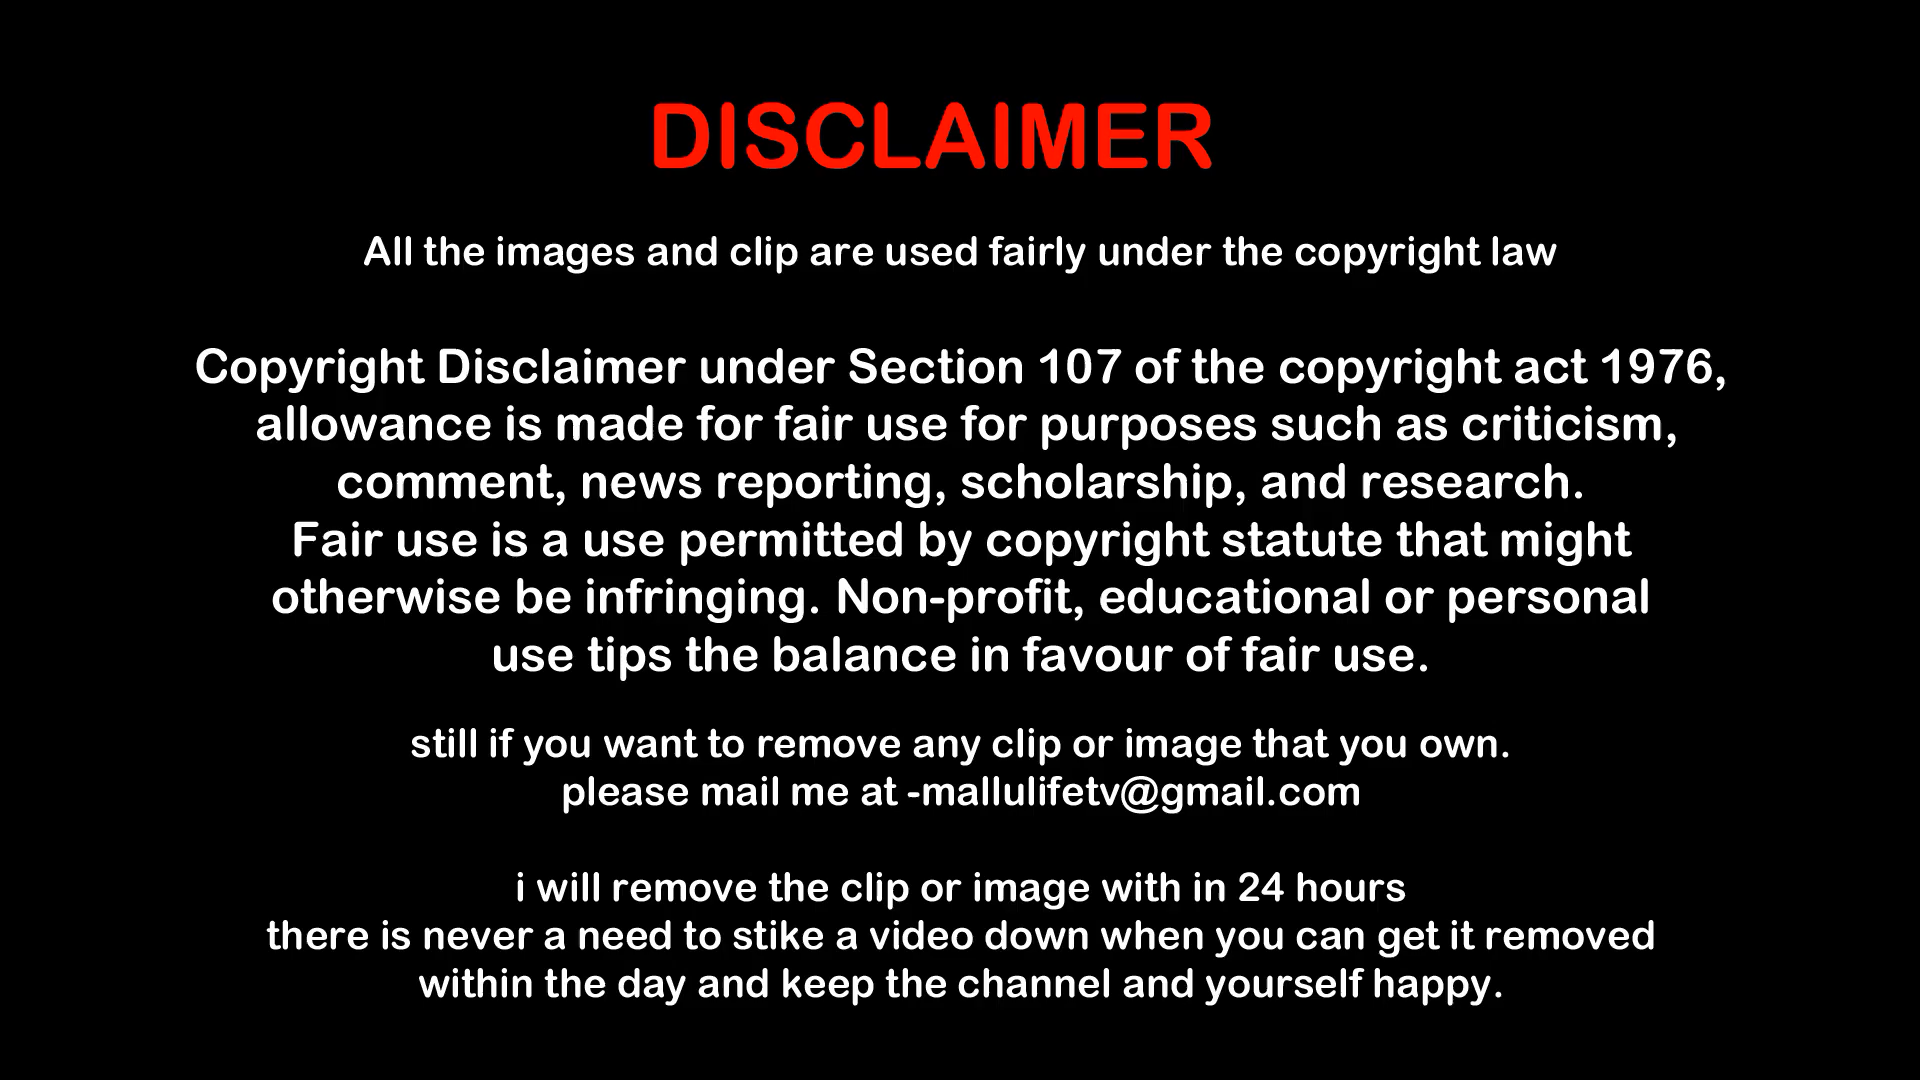 DISCLAIMER
All the images and clip are used fairly under the copyright law
Copyright Disclaimer under Section 107 of the copyright act 1976,
allowance is made for fair use for purposes such as criticism,
comment, news reporting, scholarship, and research.
Fair use is a use permitted by copyright statute that might
otherwise be infringing. Non-profit, educational or personal
use tips the balance in favour of fair use.
still if you want to remove any clip or image that you own.
please mail me at -mallulifetv@gmail.com
i will remove the clip or image with in 24 hours
there is never a need to stike a video down when you can get it removed
within the day and keep the channel and yourself happy.